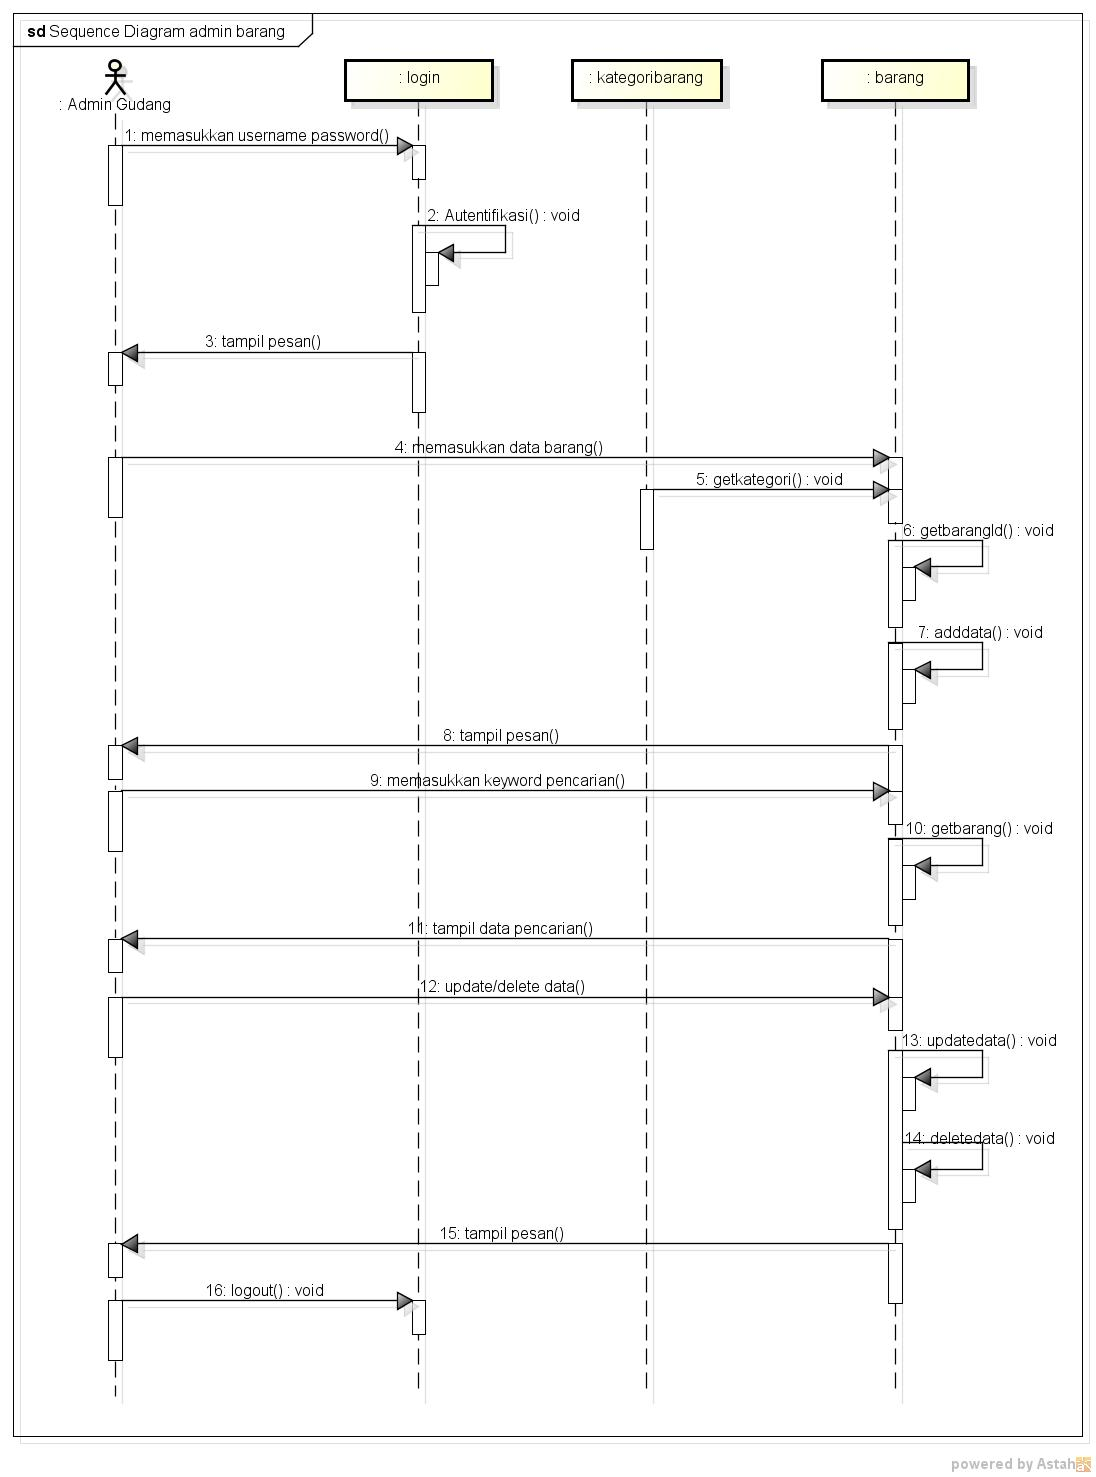 sd Sequence Diagram admin barang
: Admin Gudang
: login
: kategoribarang
: barang
1: memasukkan username password()
2: Autentifikasi() : void
3: tampil pesan()
4: memasukkan data barang()
5: getkategori() : void
6: getbarangId() : void
7: adddata() : void
8: tampil pesan()
9: memasukkan keyword pencarian()
10: getbarang() : void
11: tampil data pencarian()
12: update/delete data()
13: updatedata() : void
14: deletedata() : void
15: tampil pesan()
16: logout() : void
powered by Astah